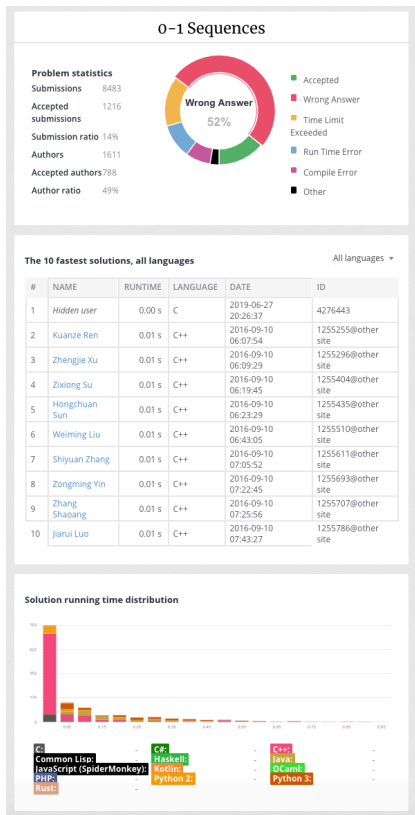 0-1 Sequences
Problem statistics
Submissions 8483
Accepted submissions 1216
Submission ratio 14%
Authors 1611
Accepted authors 788
Author ratio 49%
Wrong Answer
52%
Accepted
Wrong Answer
Time Limit
Exceeded
Run Time Error
Compile Error
Other
The 10 fastest solutions, all languages
All languages
# NAME RUNTIME LANGUAGE DATE ID
1 Hidden user 0.00 s C 2019-06-27 20:26:37 4276443
2 Kuanze Ren 0.01 s C++ 2016-09-10 06:07:54 1255255@other site
3 Zhengjie Xu 0.01 s C++ 2016-09-10 06:09:29 1255296@other site
4 Zixiong Su 0.01 s C++ 2016-09-10 06:19:45 1255404@other site
5 Hongchuan Sun 0.01 s C++ 2016-09-10 06:23:29 1255435@other site
6 Weiming Liu 0.01 s C++ 2016-09-10 06:43:05 1255510@other site
7 Shiyuan Zhang 0.01 s C++ 2016-09-10 07:05:52 1255611@other site
8 Zongming Yin 0.01 s C++ 2016-09-10 07:22:45 1255693@other site
9 Zhang Shaoang 0.01 s C++ 2016-09-10 07:25:56 1255707@other site
10 Jiarui Luo 0.01 s C++ 2016-09-10 07:43:27 1255786@other site
Solution running time distribution
C: - C#: - C++: -
Common Lisp: - Haskell: - Java: -
JavaScript (SpiderMonkey): - Kotlin: - OCaml: -
PHP: - Python 2: - Python 3: -
Rust: -